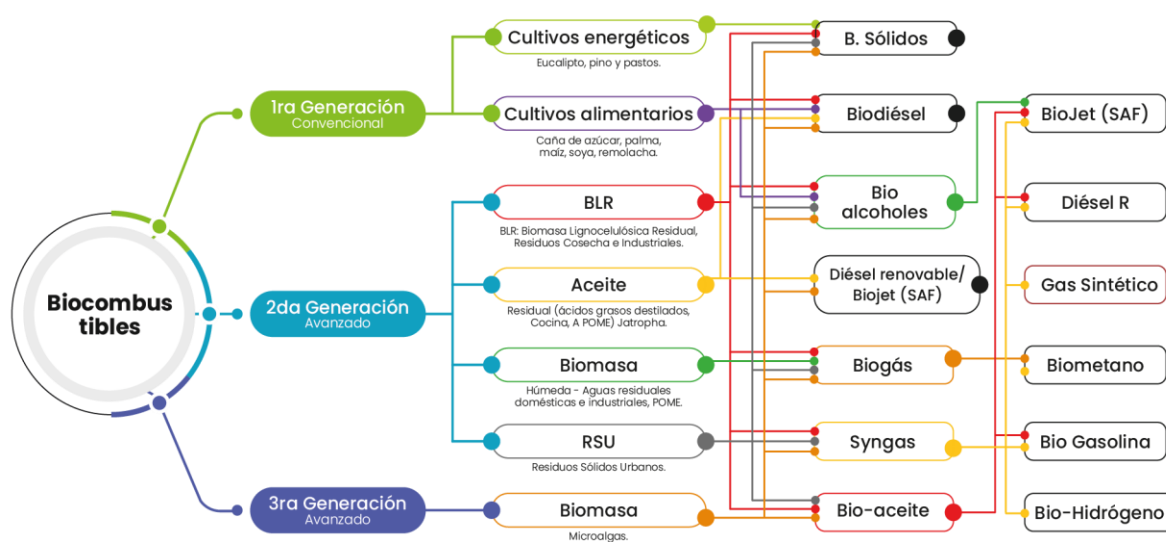 Biocombus
tibles
1ra Generación
Convencional
2da Generación
Avanzado
3ra Generación
Avanzado
Cultivos energéticos
Eucalipto, pino y pastos.
Cultivos alimentarios
Caña de azúcar, palma,
maíz, soya, remolacha.
BLR
BLR: Biomasa Lignocelulósica Residual,
Residuos Cosecha e Industriales.
Aceite
Residual (ácidos grasos destilados,
Cocina, A POME) Jatropha.
Biomasa
Húmeda - Aguas residuales
domésticas e industriales, POME.
RSU
Residuos Sólidos Urbanos.
Biomasa
Microalgas.
B. Sólidos
Biodiésel
Bio
alcoholes
Diésel renovable/
Biojet (SAF)
Biogás
Syngas
Bio-aceite
BioJet (SAF)
Diésel R
Gas Sintético
Biometano
Bio Gasolina
Bio-Hidrógeno